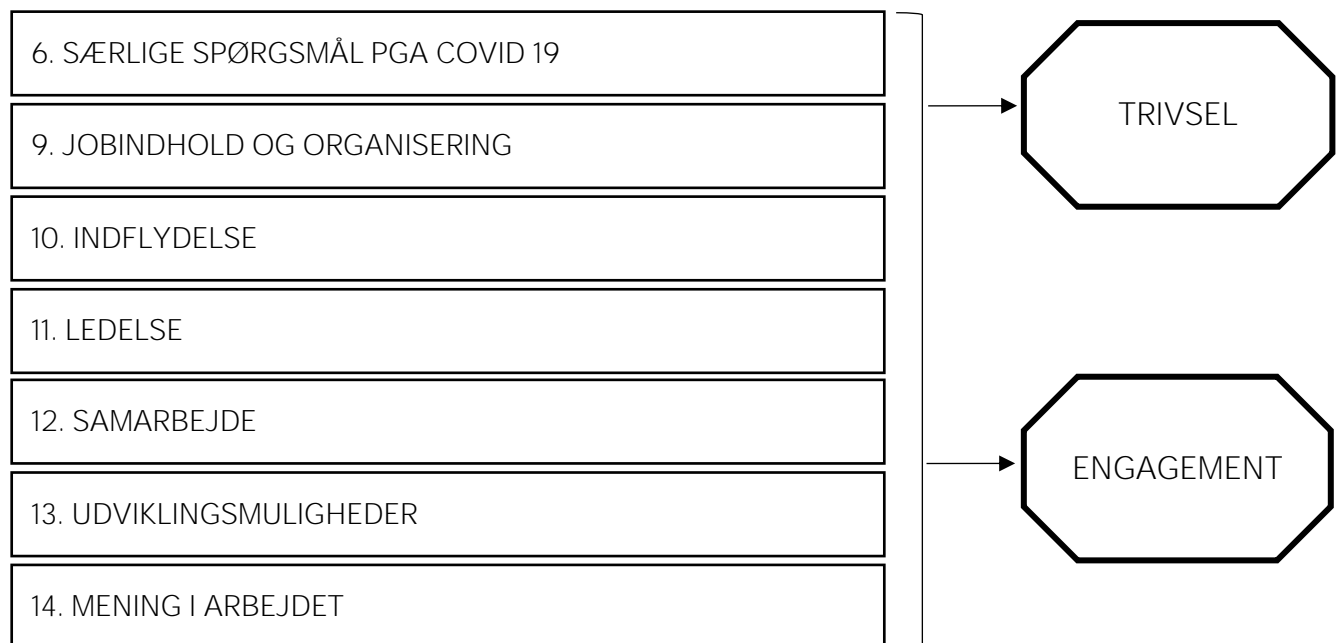 6. SÆRLIGE SPØRGSMÅL PGA COVID 19
9. JOBINDHOLD OG ORGANISERING
10. INDFLYDELSE
11. LEDELSE
12. SAMARBEJDE
13. UDVIKLINGSMULIGHEDER
14. MENING I ARBEJDET
TRIVSEL
ENGAGEMENT